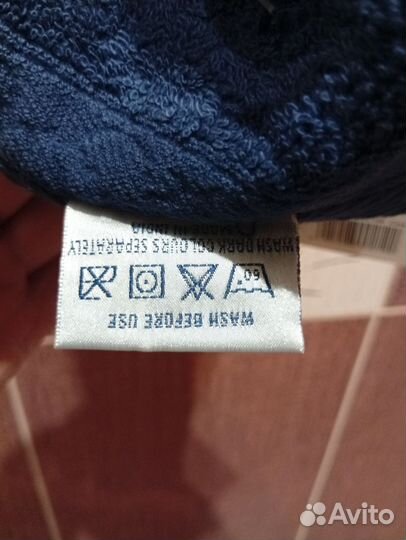 WASH BEFORE USE
60
WASH DARK COLOURS SEPARATELY
MADE IN INDIA
Avito